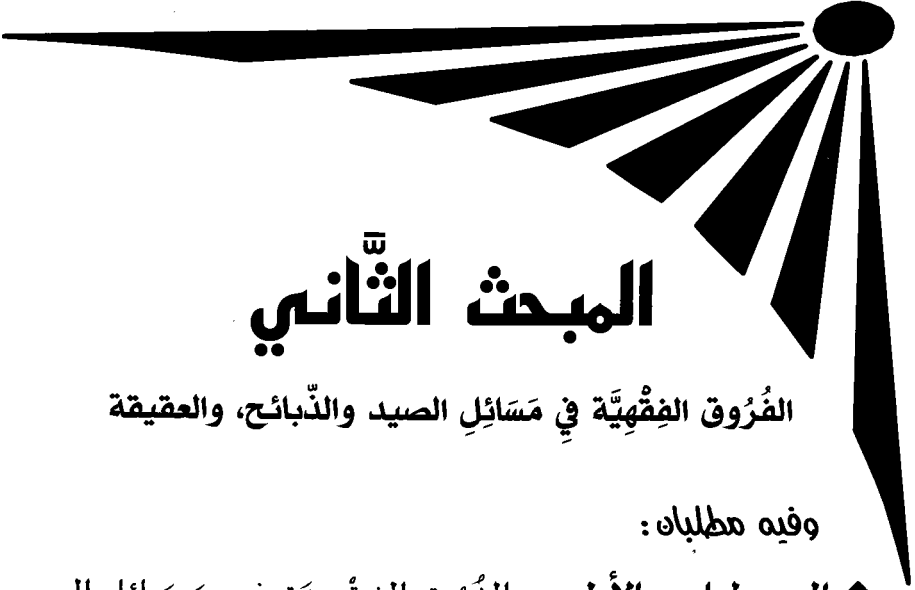 المبحث الثَّاني
الفُرُوق الفِقْهِيَّة فِي مَسَائِلِ الصيد والذّبائح، والعقيقة
وفيه مطلبان: